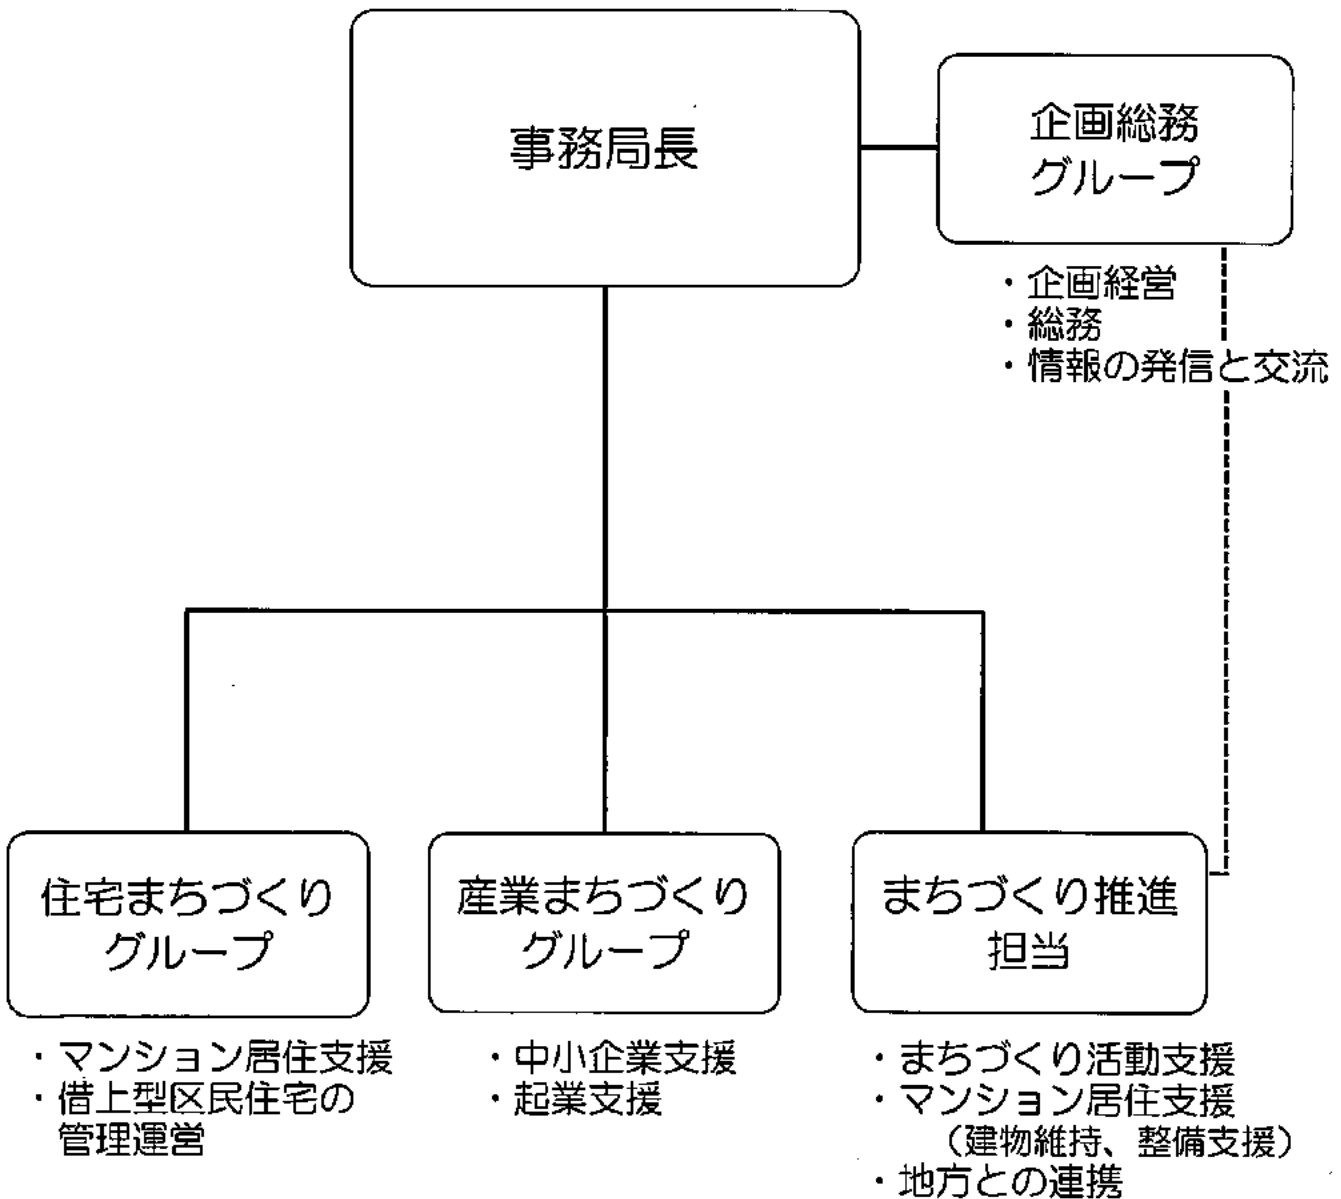 事務局長
企画総務
グループ
・企画経営
・総務
・情報の発信と交流
住宅まちづくり
グループ
・マンション居住支援
・借上型区民住宅の
管理運営
産業まちづくり
グループ
・中小企業支援
・起業支援
まちづくり推進
担当
・まちづくり活動支援
・マンション居住支援
（建物維持、整備支援）
・地方との連携